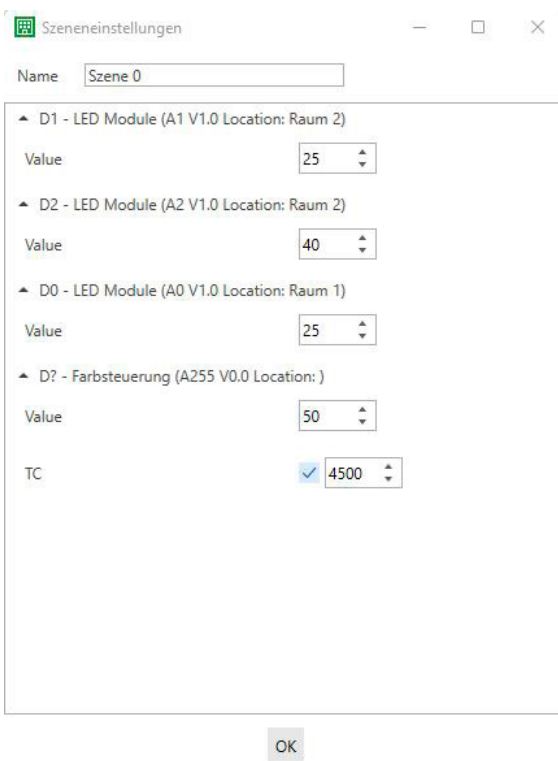 Szeneneinstellungen
Name Szene 0
D1 - LED Module (A1 V1.0 Location: Raum 2)
Value 25
D2 - LED Module (A2 V1.0 Location: Raum 2)
Value 40
D0 - LED Module (A0 V1.0 Location: Raum 1)
Value 25
D? - Farbsteuerung (A255 V0.0 Location: )
Value 50
TC 4500
OK